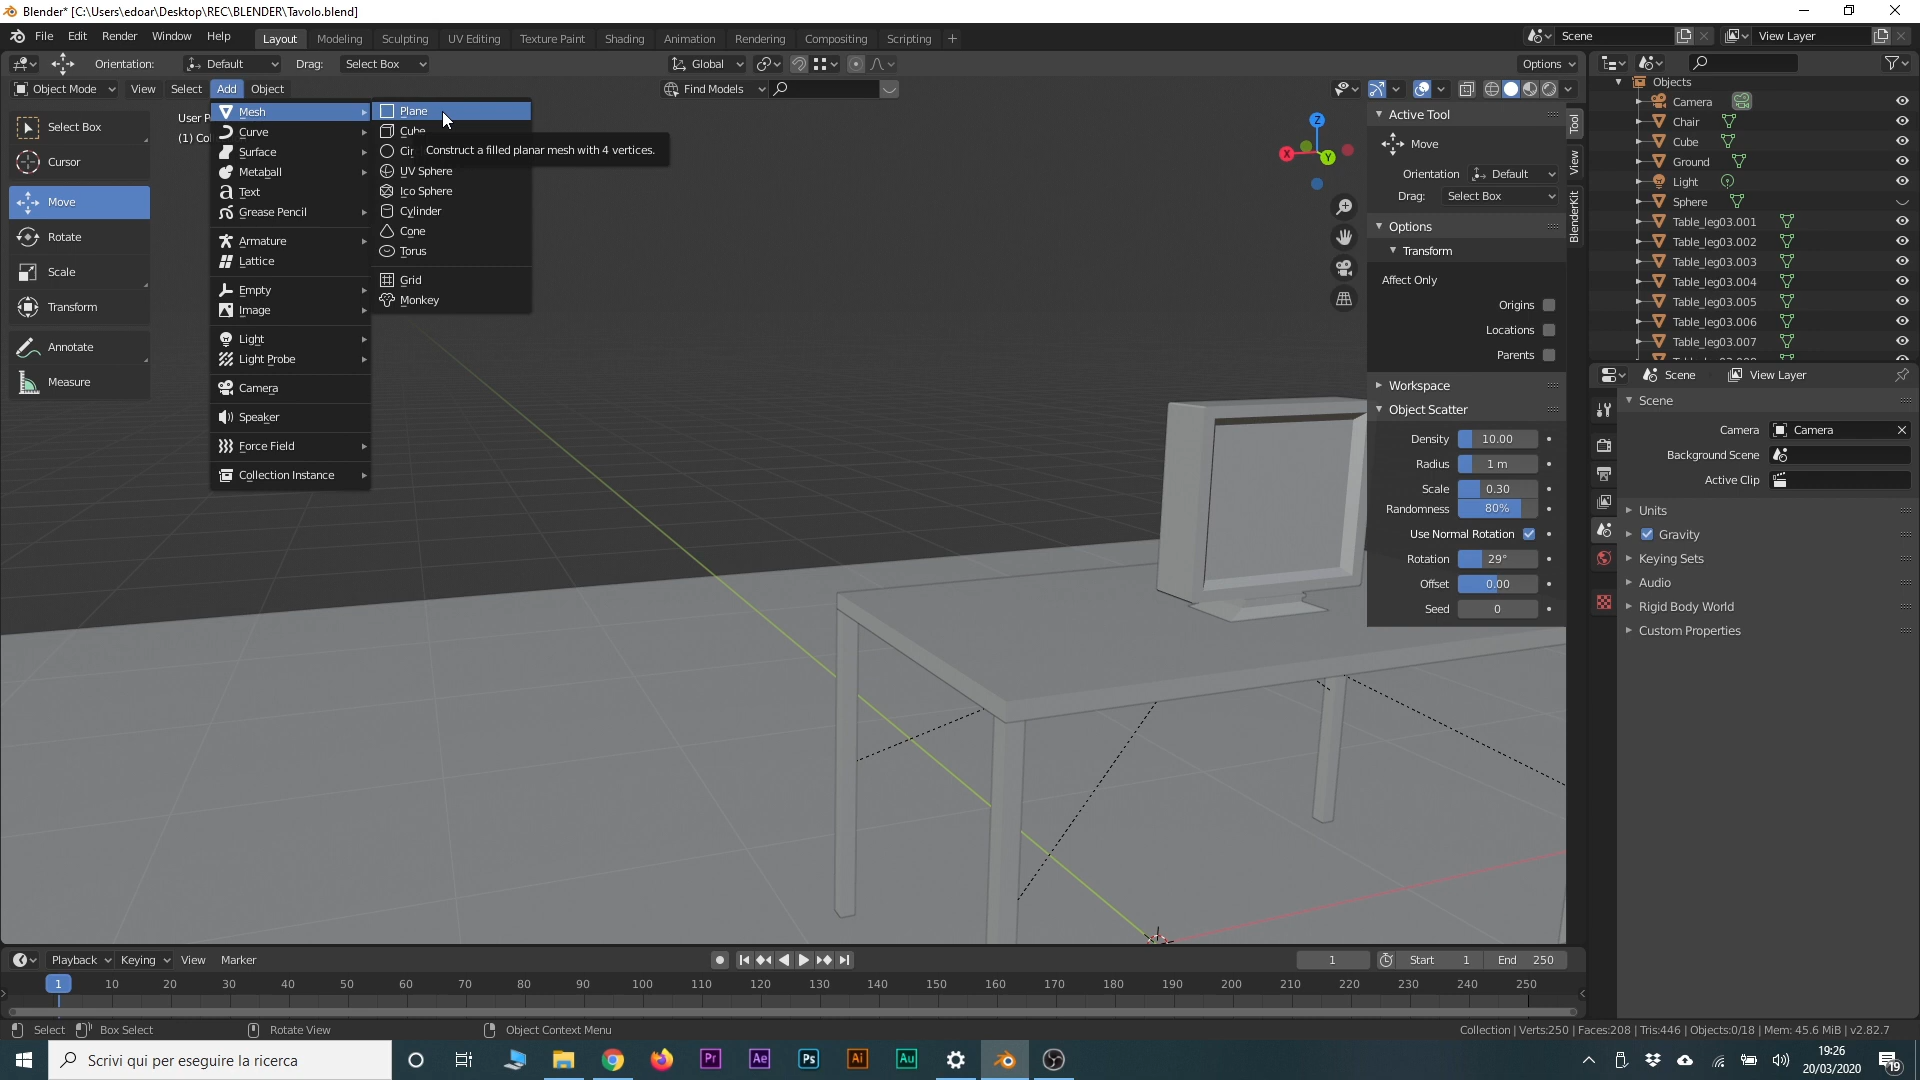 Blender* [C:\Users\edoar\Desktop\REC\BLENDER\Tavolo.blend]
File Edit Render Window Help Layout Modeling Sculpting UV Editing Texture Paint Shading Animation Rendering Compositing Scripting + Scene View Layer
Orientation: Default Drag: Select Box Global Options
Object Mode View Select Add Object Find Models
Select Box
Cursor
Move
Rotate
Scale
Transform
Annotate
Measure
User P
(1) Co
Mesh
Curve
Surface
Metaball
Text
Grease Pencil
Armature
Lattice
Empty
Image
Light
Light Probe
Camera
Speaker
Force Field
Collection Instance
Plane
Cube
Cir
Construct a filled planar mesh with 4 vertices.
UV Sphere
Ico Sphere
Cylinder
Cone
Torus
Grid
Monkey
Z
X
Y
Active Tool
Move
Orientation Default
Drag: Select Box
Options
Transform
Affect Only
Origins
Locations
Parents
Workspace
Object Scatter
Density 10.00
Radius 1 m
Scale 0.30
Randomness 80%
Use Normal Rotation
Rotation 29°
Offset 0.00
Seed 0
Tool
View
BlenderKit
Objects
Camera
Chair
Cube
Ground
Light
Sphere
Table_leg03.001
Table_leg03.002
Table_leg03.003
Table_leg03.004
Table_leg03.005
Table_leg03.006
Table_leg03.007
Scene View Layer
Scene
Camera Camera
Background Scene
Active Clip
Units
Gravity
Keying Sets
Audio
Rigid Body World
Custom Properties
Playback Keying View Marker 1 Start 1 End 250
1 10 20 30 40 50 60 70 80 90 100 110 120 130 140 150 160 170 180 190 200 210 220 230 240 250
Select Box Select Rotate View Object Context Menu Collection | Verts:250 | Faces:208 | Tris:446 | Objects:0/18 | Mem: 45.6 MiB | v2.82.7
Scrivi qui per eseguire la ricerca Pr Ae Ps Ai Au
19:26
20/03/2020
19